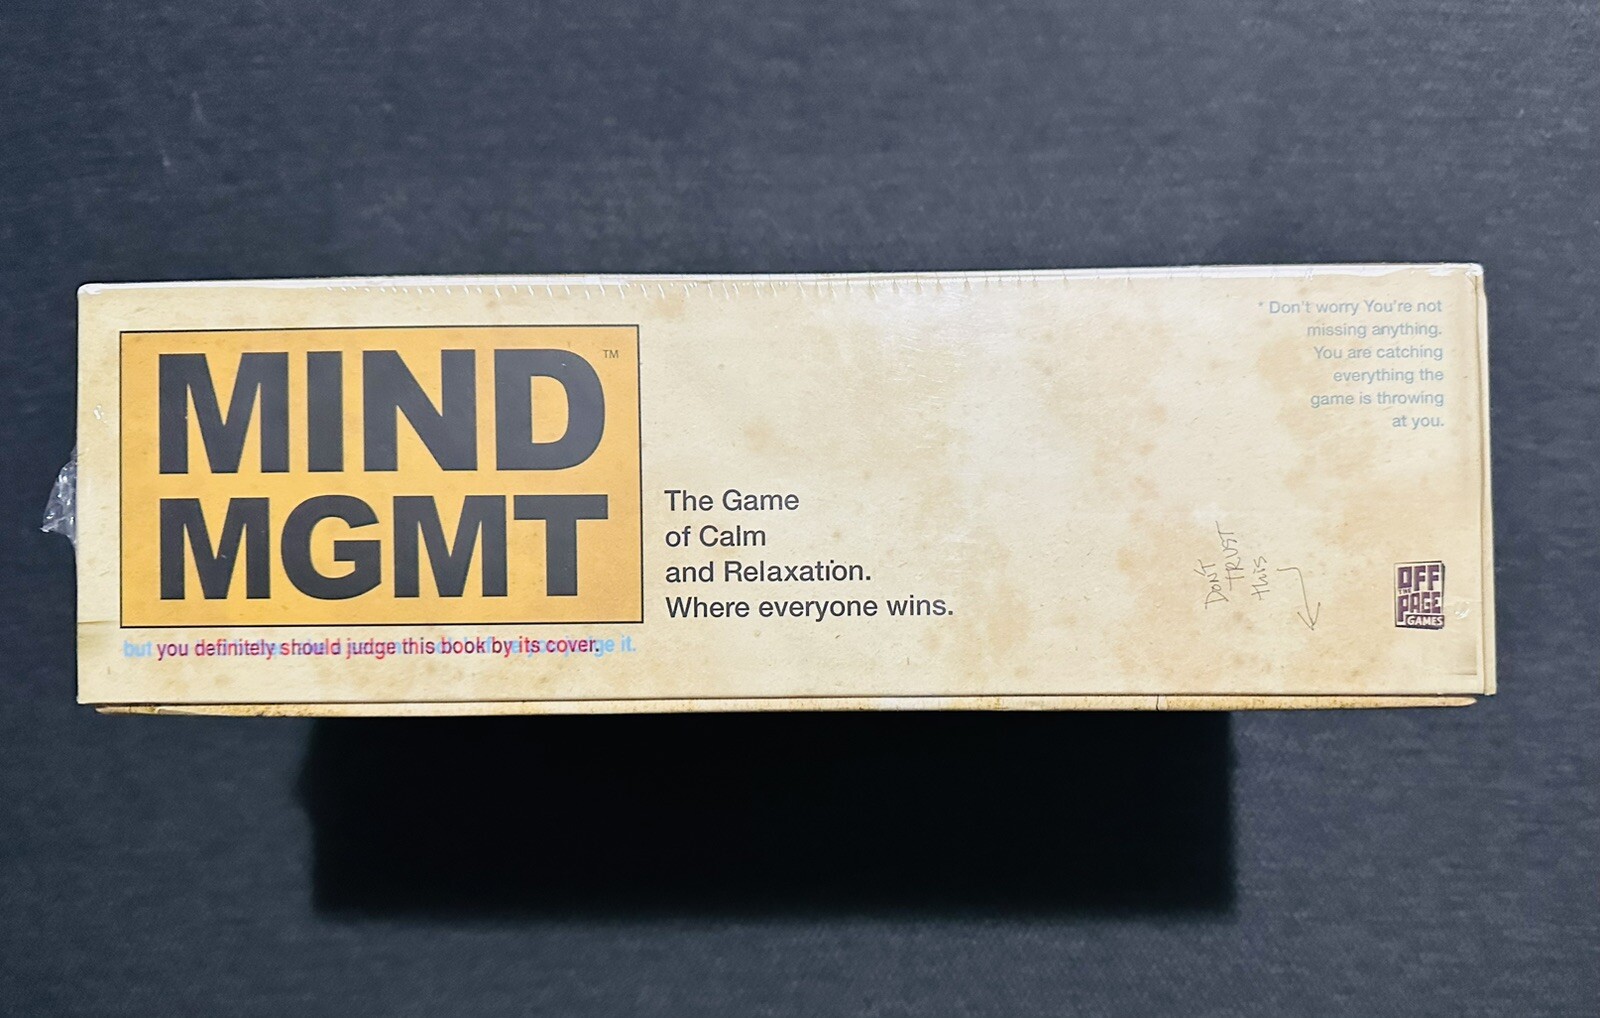 MIND™
MGMT
The Game
of Calm
and Relaxation.
Where everyone wins.
but you definitely should judge this book by its cover. it.
* Don't worry You're not
missing anything.
You are catching
everything the
game is throwing
at you.
DON'T
TRUST
this
OFF
THE
PAGE
GAMES